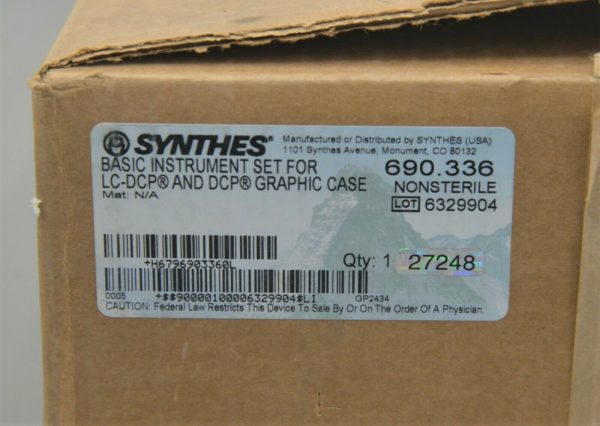 SYNTHES®
Manufactured or Distributed by SYNTHES (USA)
1101 Synthes Avenue, Monument, CO 80132
BASIC INSTRUMENT SET FOR
LC-DCP® AND DCP® GRAPHIC CASE
Mat: N/A
690.336
NONSTERILE
LOT 6329904
+H6796903360L
Qty: 1 27248
0005 +$$90000100006329904$LI GP2434
CAUTION: Federal Law Restricts This Device To Sale By Or On The Order Of A Physician.